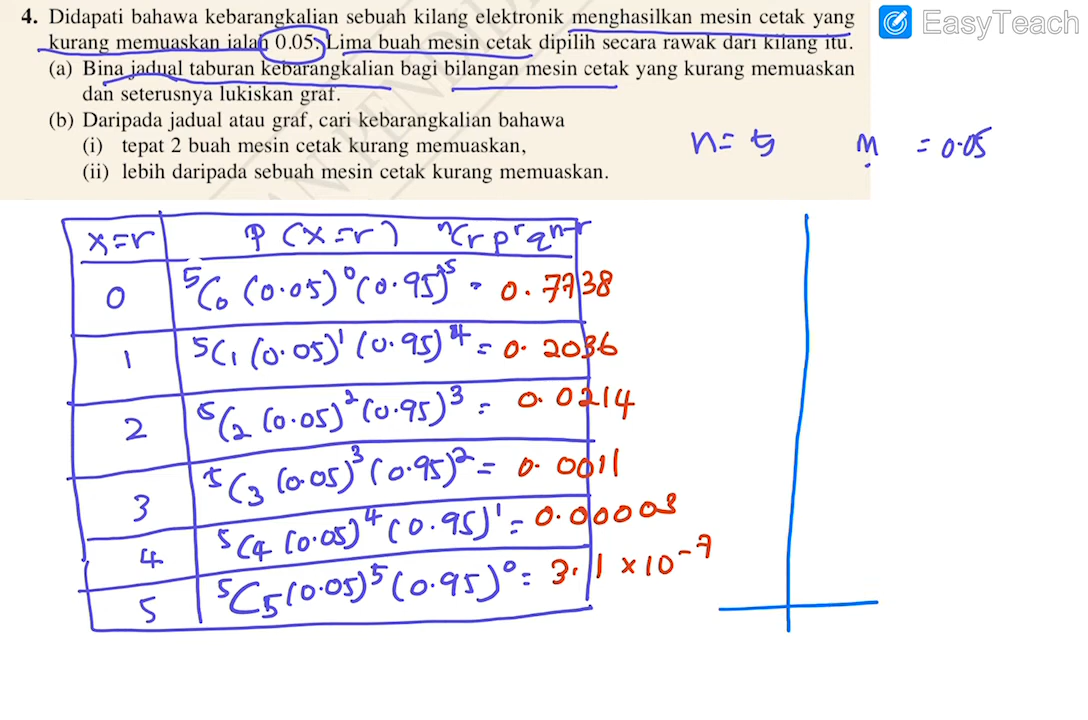 4. Didapati bahawa kebarangkalian sebuah kilang elektronik menghasilkan mesin cetak yang
kurang memuaskan ialah 0.05. Lima buah mesin cetak dipilih secara rawak dari kilang itu.
(a) Bina jadual taburan kebarangkalian bagi bilangan mesin cetak yang kurang memuaskan
dan seterusnya lukiskan graf.
(b) Daripada jadual atau graf, cari kebarangkalian bahawa
(i) tepat 2 buah mesin cetak kurang memuaskan,
(ii) lebih daripada sebuah mesin cetak kurang memuaskan.
EasyTeach
n = 5 m = 0.05
x=r P (X=r) ⁿCr pʳ qⁿ⁻ʳ
0 ⁵C₀ (0.05)⁰ (0.95)⁵ = 0.7738
1 ⁵C₁ (0.05)¹ (0.95)⁴ = 0.2036
2 ⁵C₂ (0.05)² (0.95)³ = 0.0214
3 ⁵C₃ (0.05)³ (0.95)² = 0.0011
4 ⁵C₄ (0.05)⁴ (0.95)¹ = 0.00003
5 ⁵C₅ (0.05)⁵ (0.95)⁰ = 3.1 × 10⁻⁷